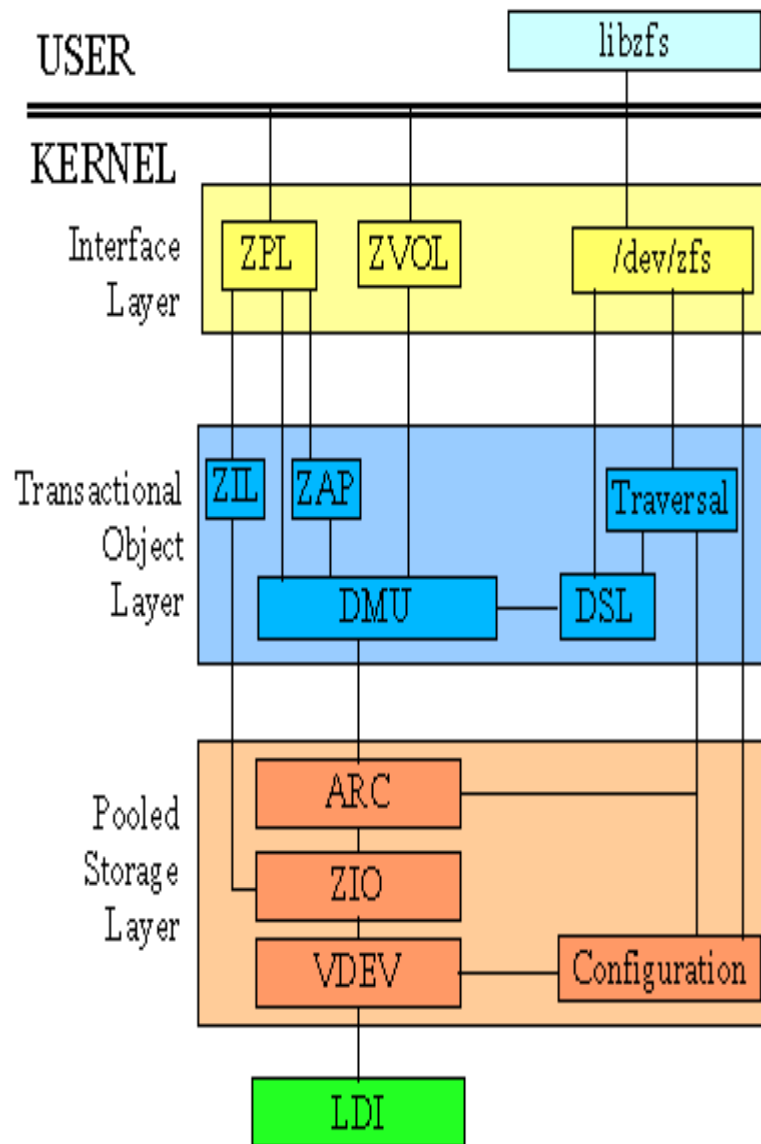 USER
libzfs
KERNEL
Interface
Layer
ZPL
ZVOL
/dev/zfs
Transactional
Object
Layer
ZIL
ZAP
Traversal
DMU
DSL
Pooled
Storage
Layer
ARC
ZIO
VDEV
Configuration
LDI